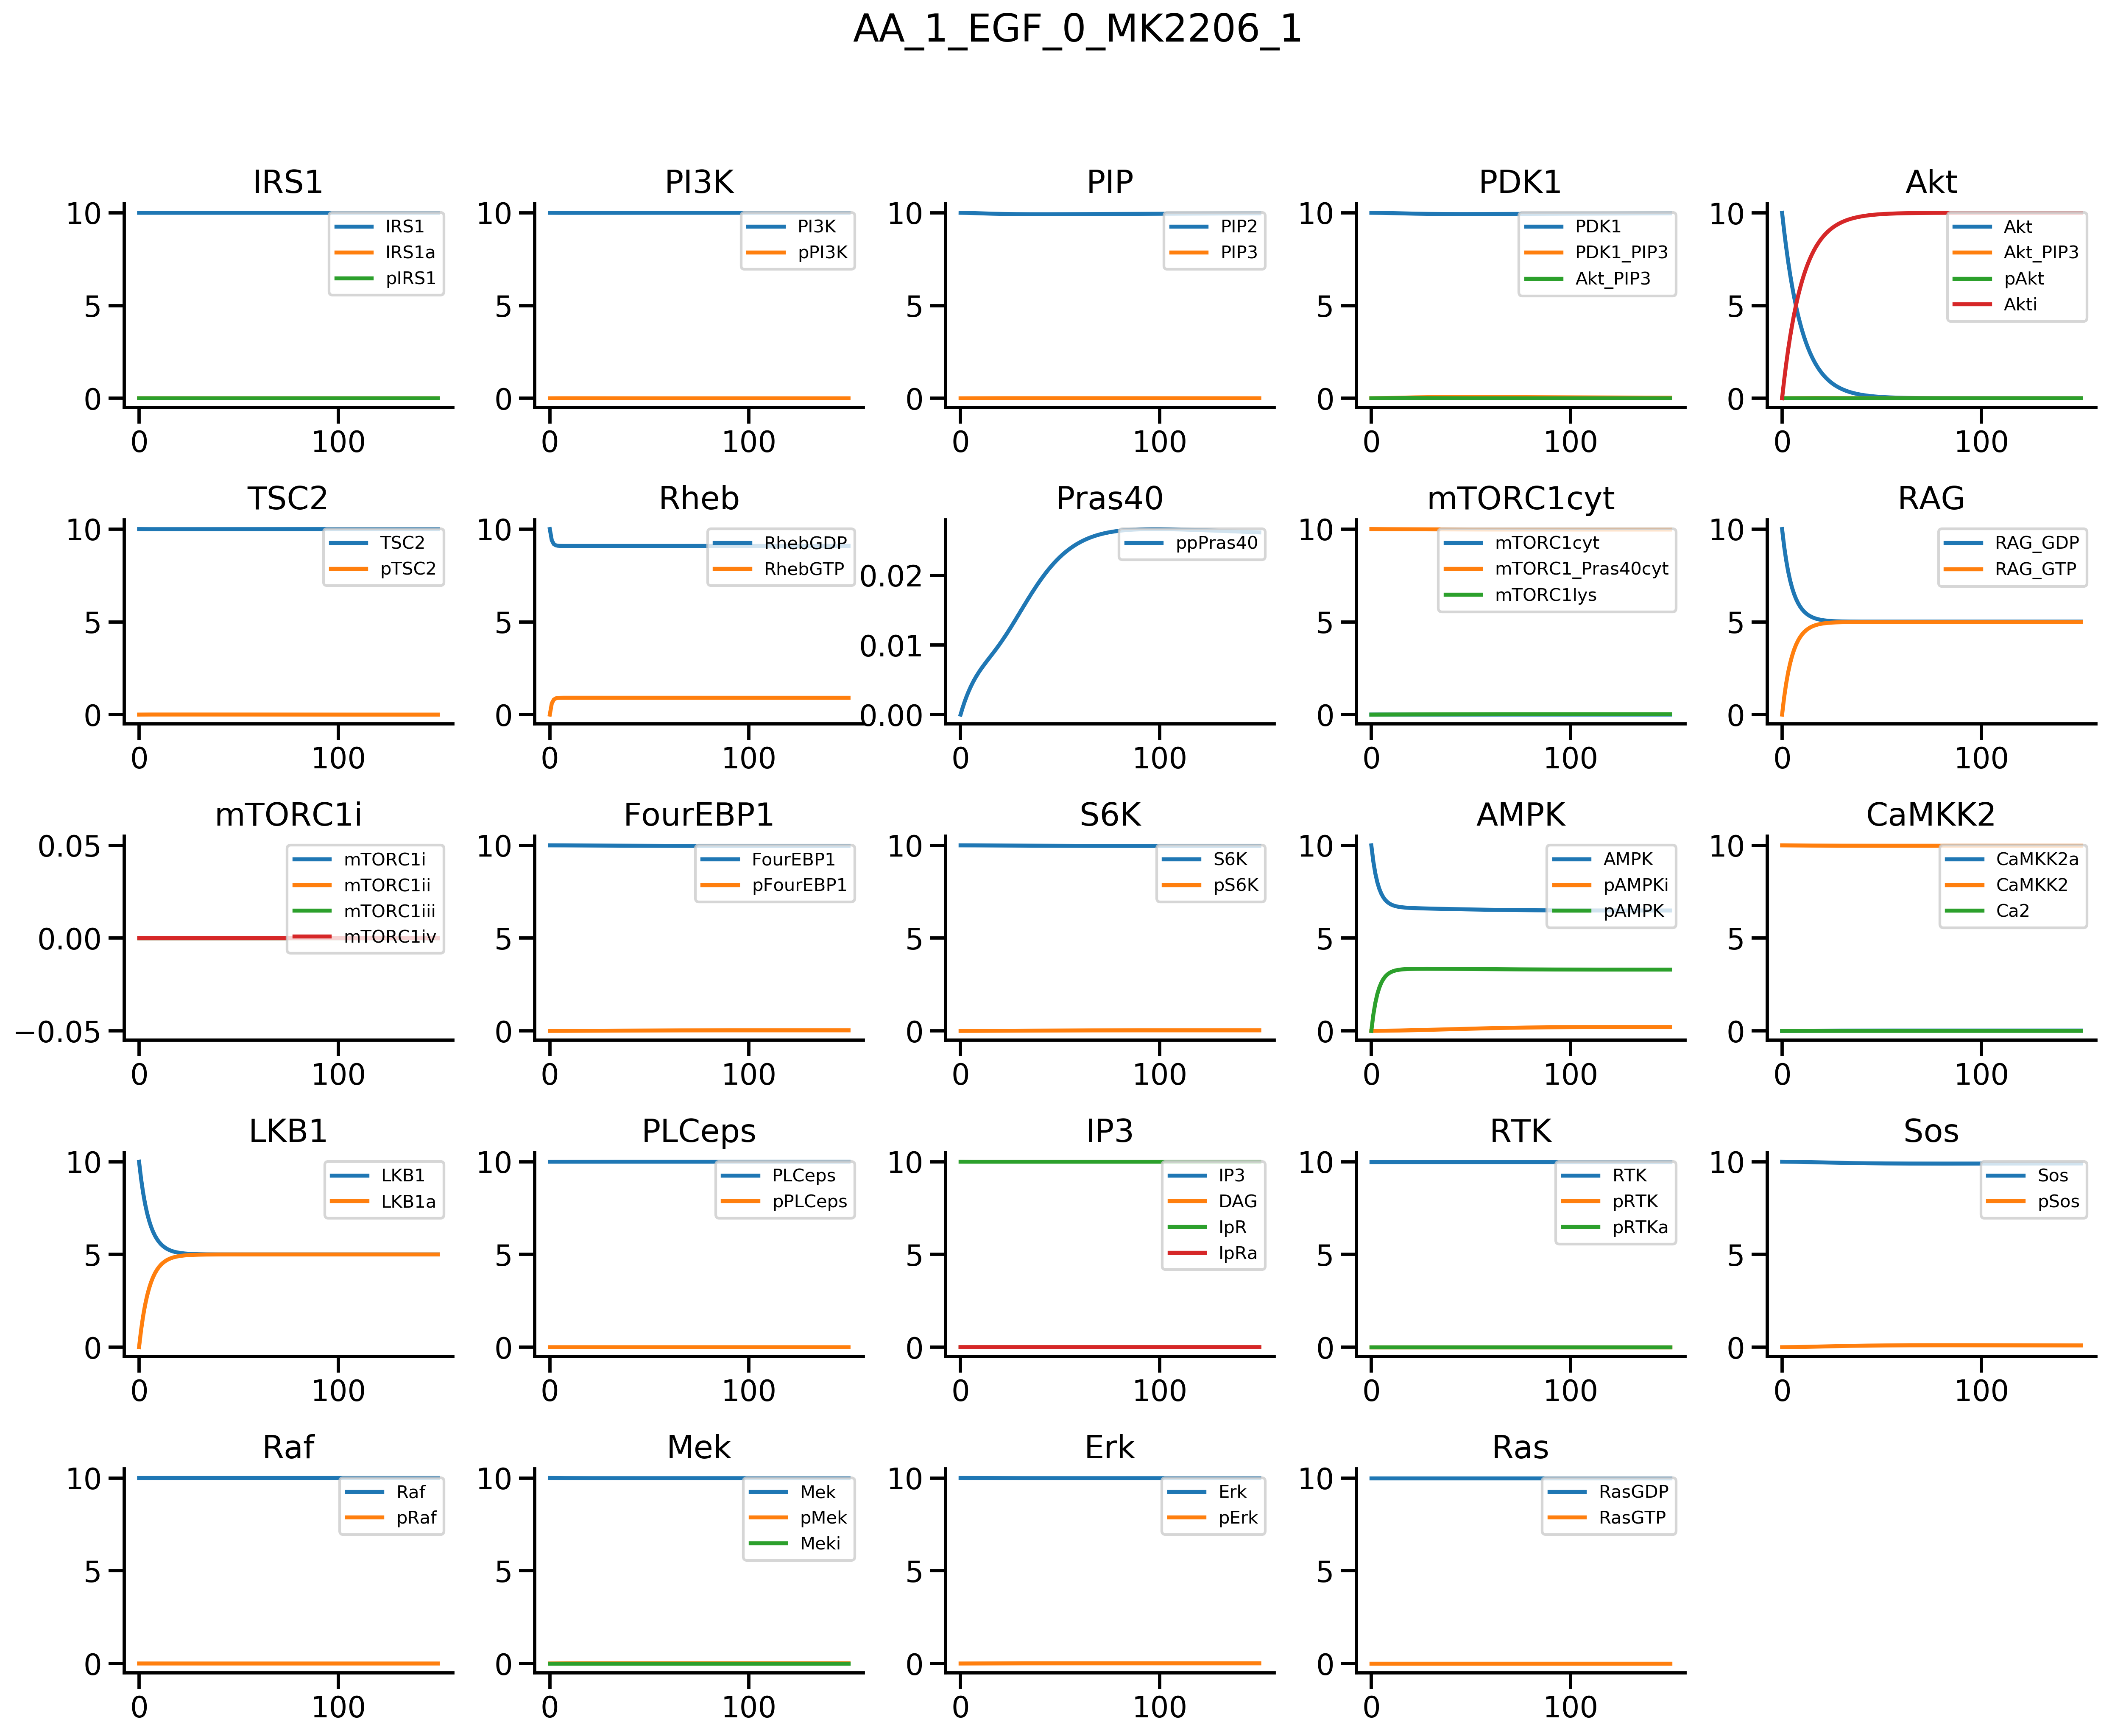 AA_1_EGF_0_MK2206_1
IRS1
10
5
0
0
100
IRS1
IRS1a
pIRS1
PI3K
10
5
0
0
100
PI3K
pPI3K
PIP
10
5
0
0
100
PIP2
PIP3
PDK1
10
5
0
0
100
PDK1
PDK1_PIP3
Akt_PIP3
Akt
10
5
0
0
100
Akt
Akt_PIP3
pAkt
Akti
TSC2
10
5
0
0
100
TSC2
pTSC2
Rheb
10
5
0
0
100
RhebGDP
RhebGTP
Pras40
0.02
0.01
0.00
0
100
ppPras40
mTORC1cyt
10
5
0
0
100
mTORC1cyt
mTORC1_Pras40cyt
mTORC1lys
RAG
10
5
0
0
100
RAG_GDP
RAG_GTP
mTORC1i
0.05
0.00
−0.05
0
100
mTORC1i
mTORC1ii
mTORC1iii
mTORC1iv
FourEBP1
10
5
0
0
100
FourEBP1
pFourEBP1
S6K
10
5
0
0
100
S6K
pS6K
AMPK
10
5
0
0
100
AMPK
pAMPKi
pAMPK
CaMKK2
10
5
0
0
100
CaMKK2a
CaMKK2
Ca2
LKB1
10
5
0
0
100
LKB1
LKB1a
PLCeps
10
5
0
0
100
PLCeps
pPLCeps
IP3
10
5
0
0
100
IP3
DAG
IpR
IpRa
RTK
10
5
0
0
100
RTK
pRTK
pRTKa
Sos
10
5
0
0
100
Sos
pSos
Raf
10
5
0
0
100
Raf
pRaf
Mek
10
5
0
0
100
Mek
pMek
Meki
Erk
10
5
0
0
100
Erk
pErk
Ras
10
5
0
0
100
RasGDP
RasGTP